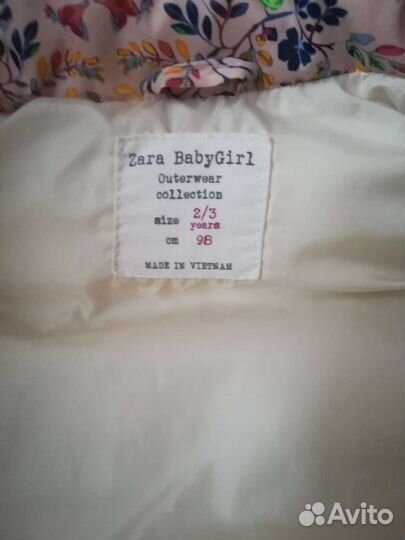 Zara BabyGirl
Outerwear
collection
size 2/3
years
cm 98
MADE IN VIETNAM
Avito